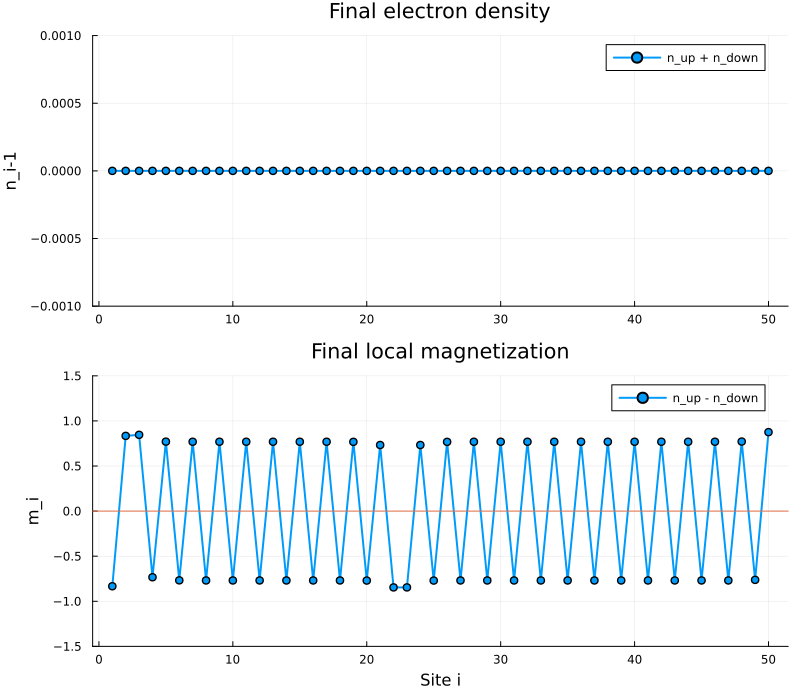 Final electron density
n_i-1
0.0010
0.0005
0.0000
−0.0005
−0.0010
n_up + n_down
0 10 20 30 40 50
Final local magnetization
m_i
1.5
1.0
0.5
0.0
−0.5
−1.0
−1.5
n_up - n_down
0 10 20 30 40 50
Site i